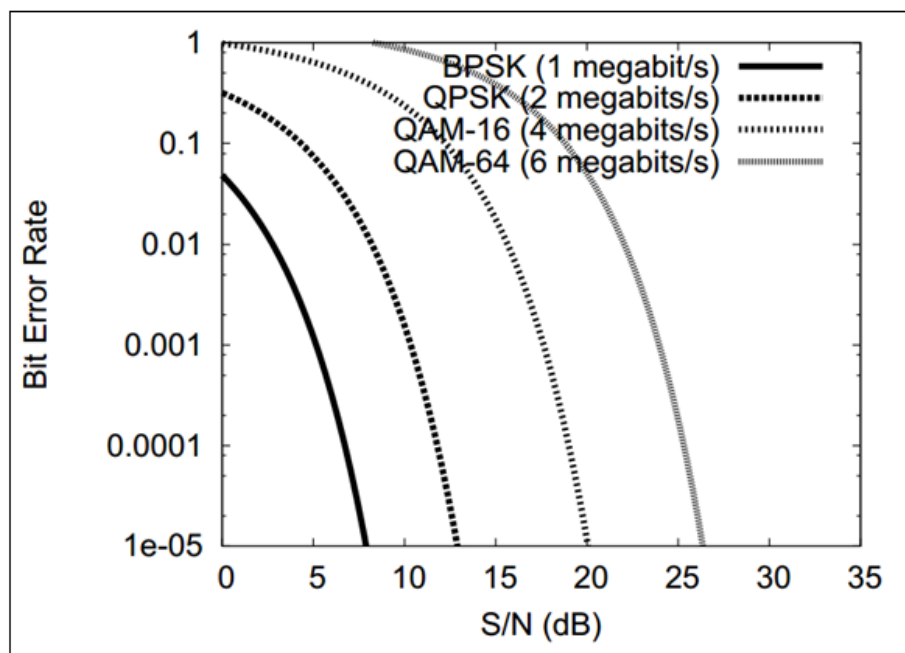 1
0.1
0.01
0.001
0.0001
1e-05
Bit Error Rate
BPSK (1 megabit/s)
QPSK (2 megabits/s)
QAM-16 (4 megabits/s)
QAM-64 (6 megabits/s)
0 5 10 15 20 25 30 35
S/N (dB)